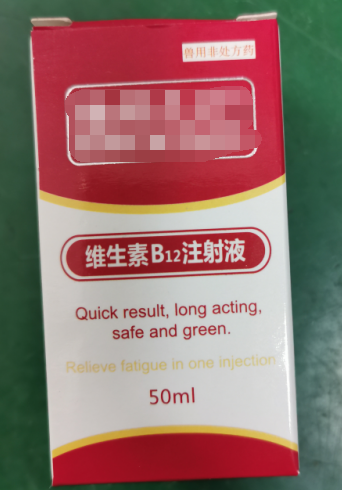 兽用非处方药
维生素B12注射液
Quick result, long acting,
safe and green.
Relieve fatigue in one injection
50ml